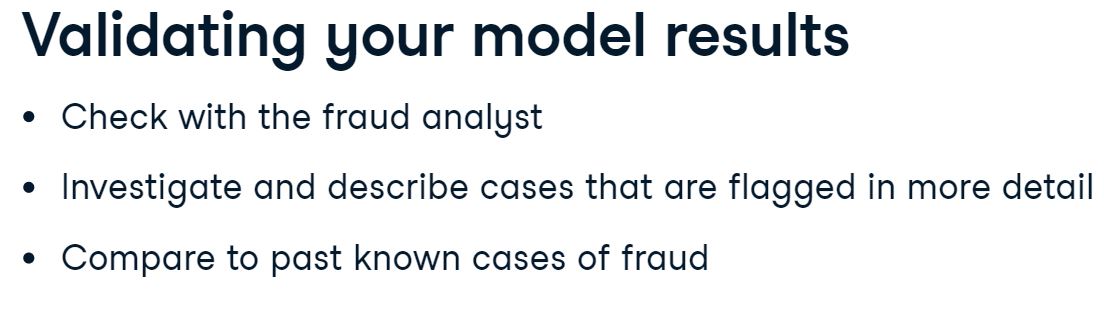 Validating your model results
• Check with the fraud analyst
• Investigate and describe cases that are flagged in more detail
• Compare to past known cases of fraud